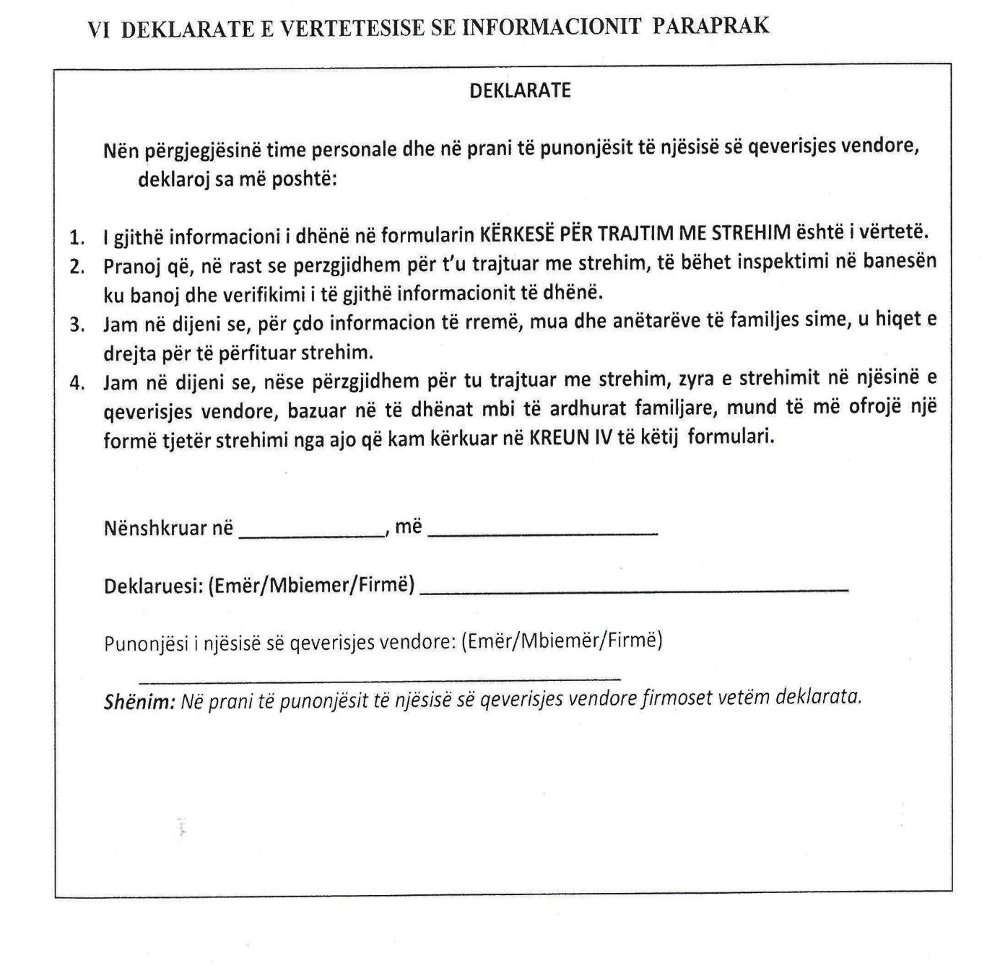 VI DEKLARATE E VERTETESISE SE INFORMACIONIT PARAPRAK
DEKLARATE
Nën përgjegjësinë time personale dhe në prani të punonjësit të njësisë së qeverisjes vendore,
deklaroj sa më poshtë:
1. I gjithë informacioni i dhënë në formularin KËRKESË PËR TRAJTIM ME STREHIM është i vërtetë.
2. Pranoj që, në rast se perzgjidhem për t'u trajtuar me strehim, të bëhet inspektimi në banesën
ku banoj dhe verifikimi i të gjithë informacionit të dhënë.
3. Jam në dijeni se, për çdo informacion të rremë, mua dhe anëtarëve të familjes sime, u hiqet e
drejta për të përfituar strehim.
4. Jam në dijeni se, nëse përzgjidhem për tu trajtuar me strehim, zyra e strehimit në njësinë e
qeverisjes vendore, bazuar në të dhënat mbi të ardhurat familjare, mund të më ofrojë një
formë tjetër strehimi nga ajo që kam kërkuar në KREUN IV të këtij formulari.
Nënshkruar në ______________, më ______________________
Deklaruesi: (Emër/Mbiemer/Firmë) _________________________________________
Punonjësi i njësisë së qeverisjes vendore: (Emër/Mbiemër/Firmë)
______________________________________________
Shënim: Në prani të punonjësit të njësisë së qeverisjes vendore firmoset vetëm deklarata.